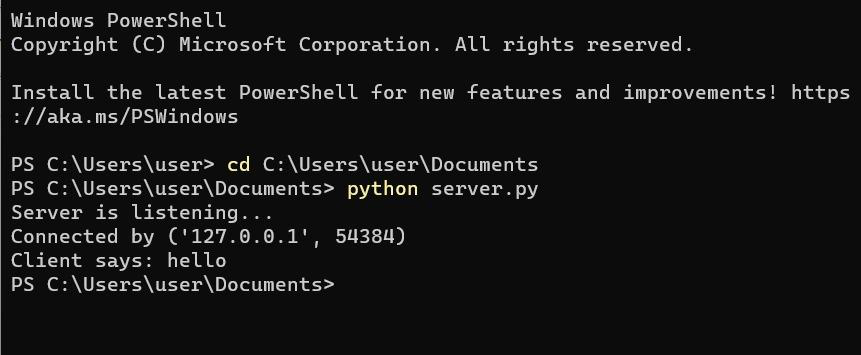 Windows PowerShell
Copyright (C) Microsoft Corporation. All rights reserved.
Install the latest PowerShell for new features and improvements! https
://aka.ms/PSWindows
PS C:\Users\user> cd C:\Users\user\Documents
PS C:\Users\user\Documents> python server.py
Server is listening...
Connected by ('127.0.0.1', 54384)
Client says: hello
PS C:\Users\user\Documents>